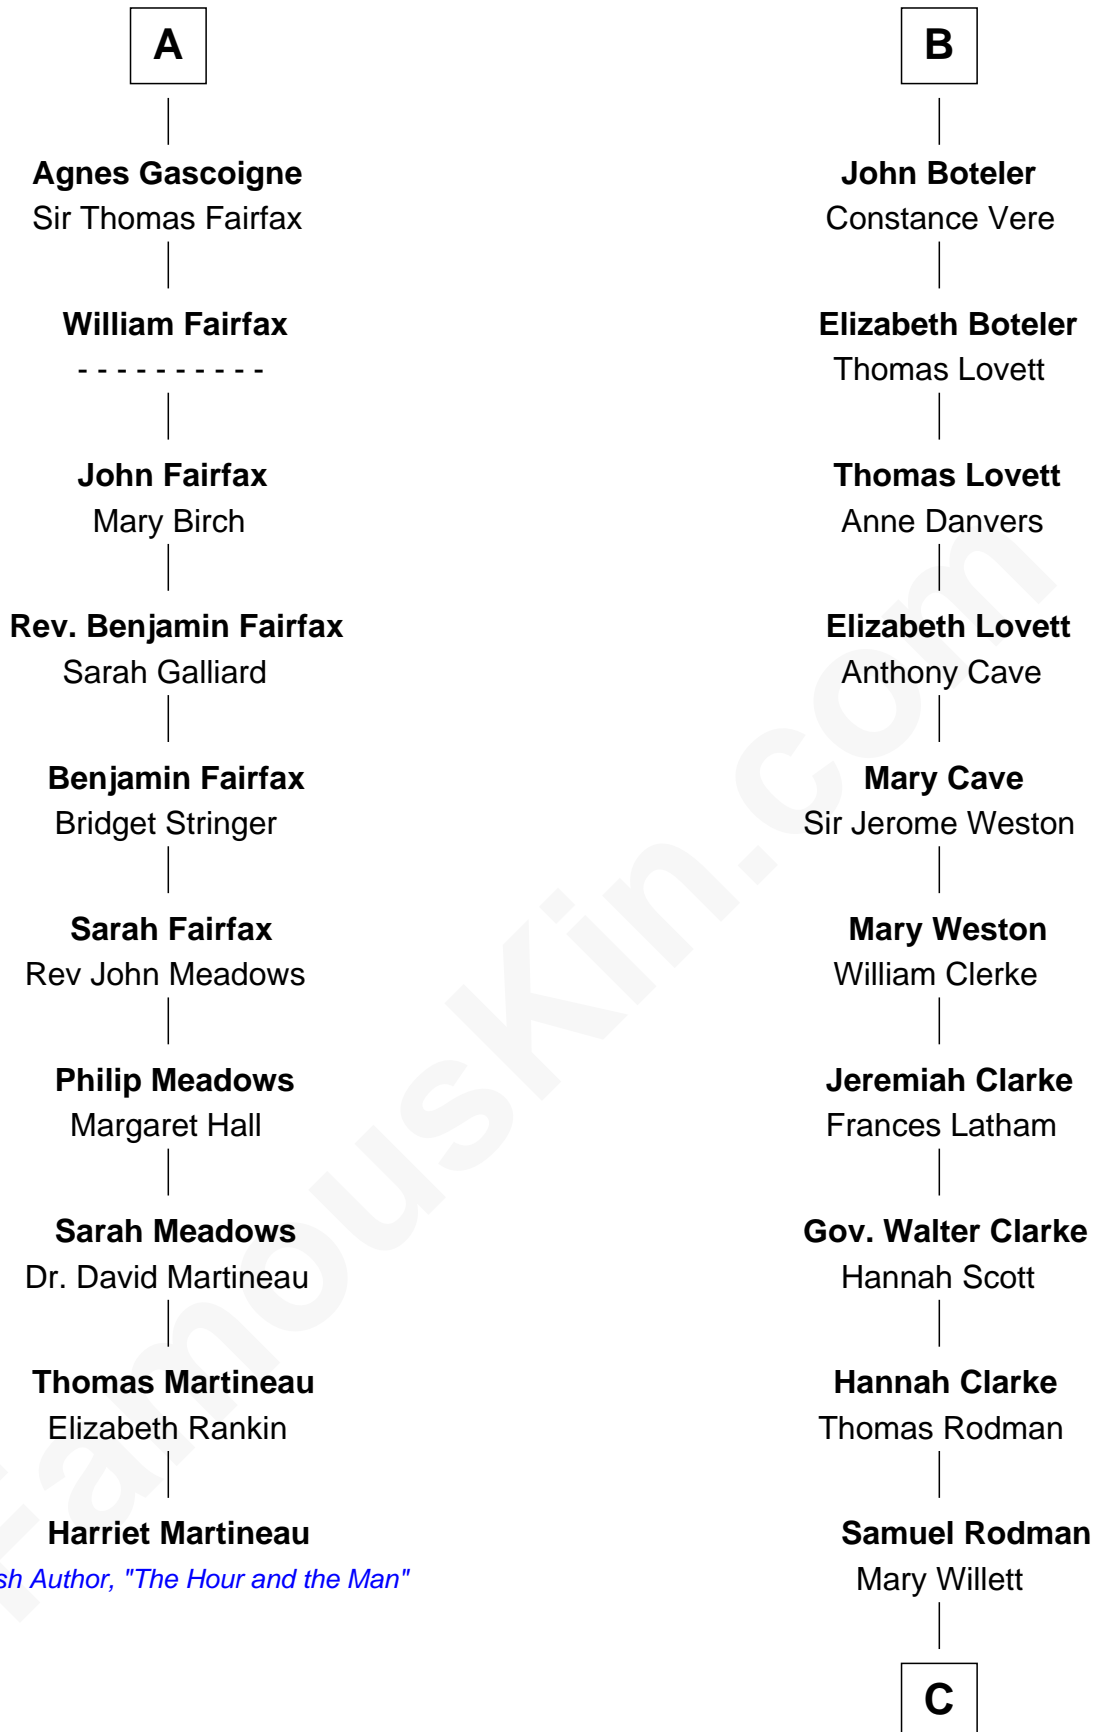 A
Agnes Gascoigne
Sir Thomas Fairfax
William Fairfax
- - - - - - - - - -
John Fairfax
Mary Birch
Rev. Benjamin Fairfax
Sarah Galliard
Benjamin Fairfax
Bridget Stringer
Sarah Fairfax
Rev John Meadows
Philip Meadows
Margaret Hall
Sarah Meadows
Dr. David Martineau
Thomas Martineau
Elizabeth Rankin
Harriet Martineau
sh Author, "The Hour and the Man"
B
John Boteler
Constance Vere
Elizabeth Boteler
Thomas Lovett
Thomas Lovett
Anne Danvers
Elizabeth Lovett
Anthony Cave
Mary Cave
Sir Jerome Weston
Mary Weston
William Clerke
Jeremiah Clarke
Frances Latham
Gov. Walter Clarke
Hannah Scott
Hannah Clarke
Thomas Rodman
Samuel Rodman
Mary Willett
C
FamousKin.com